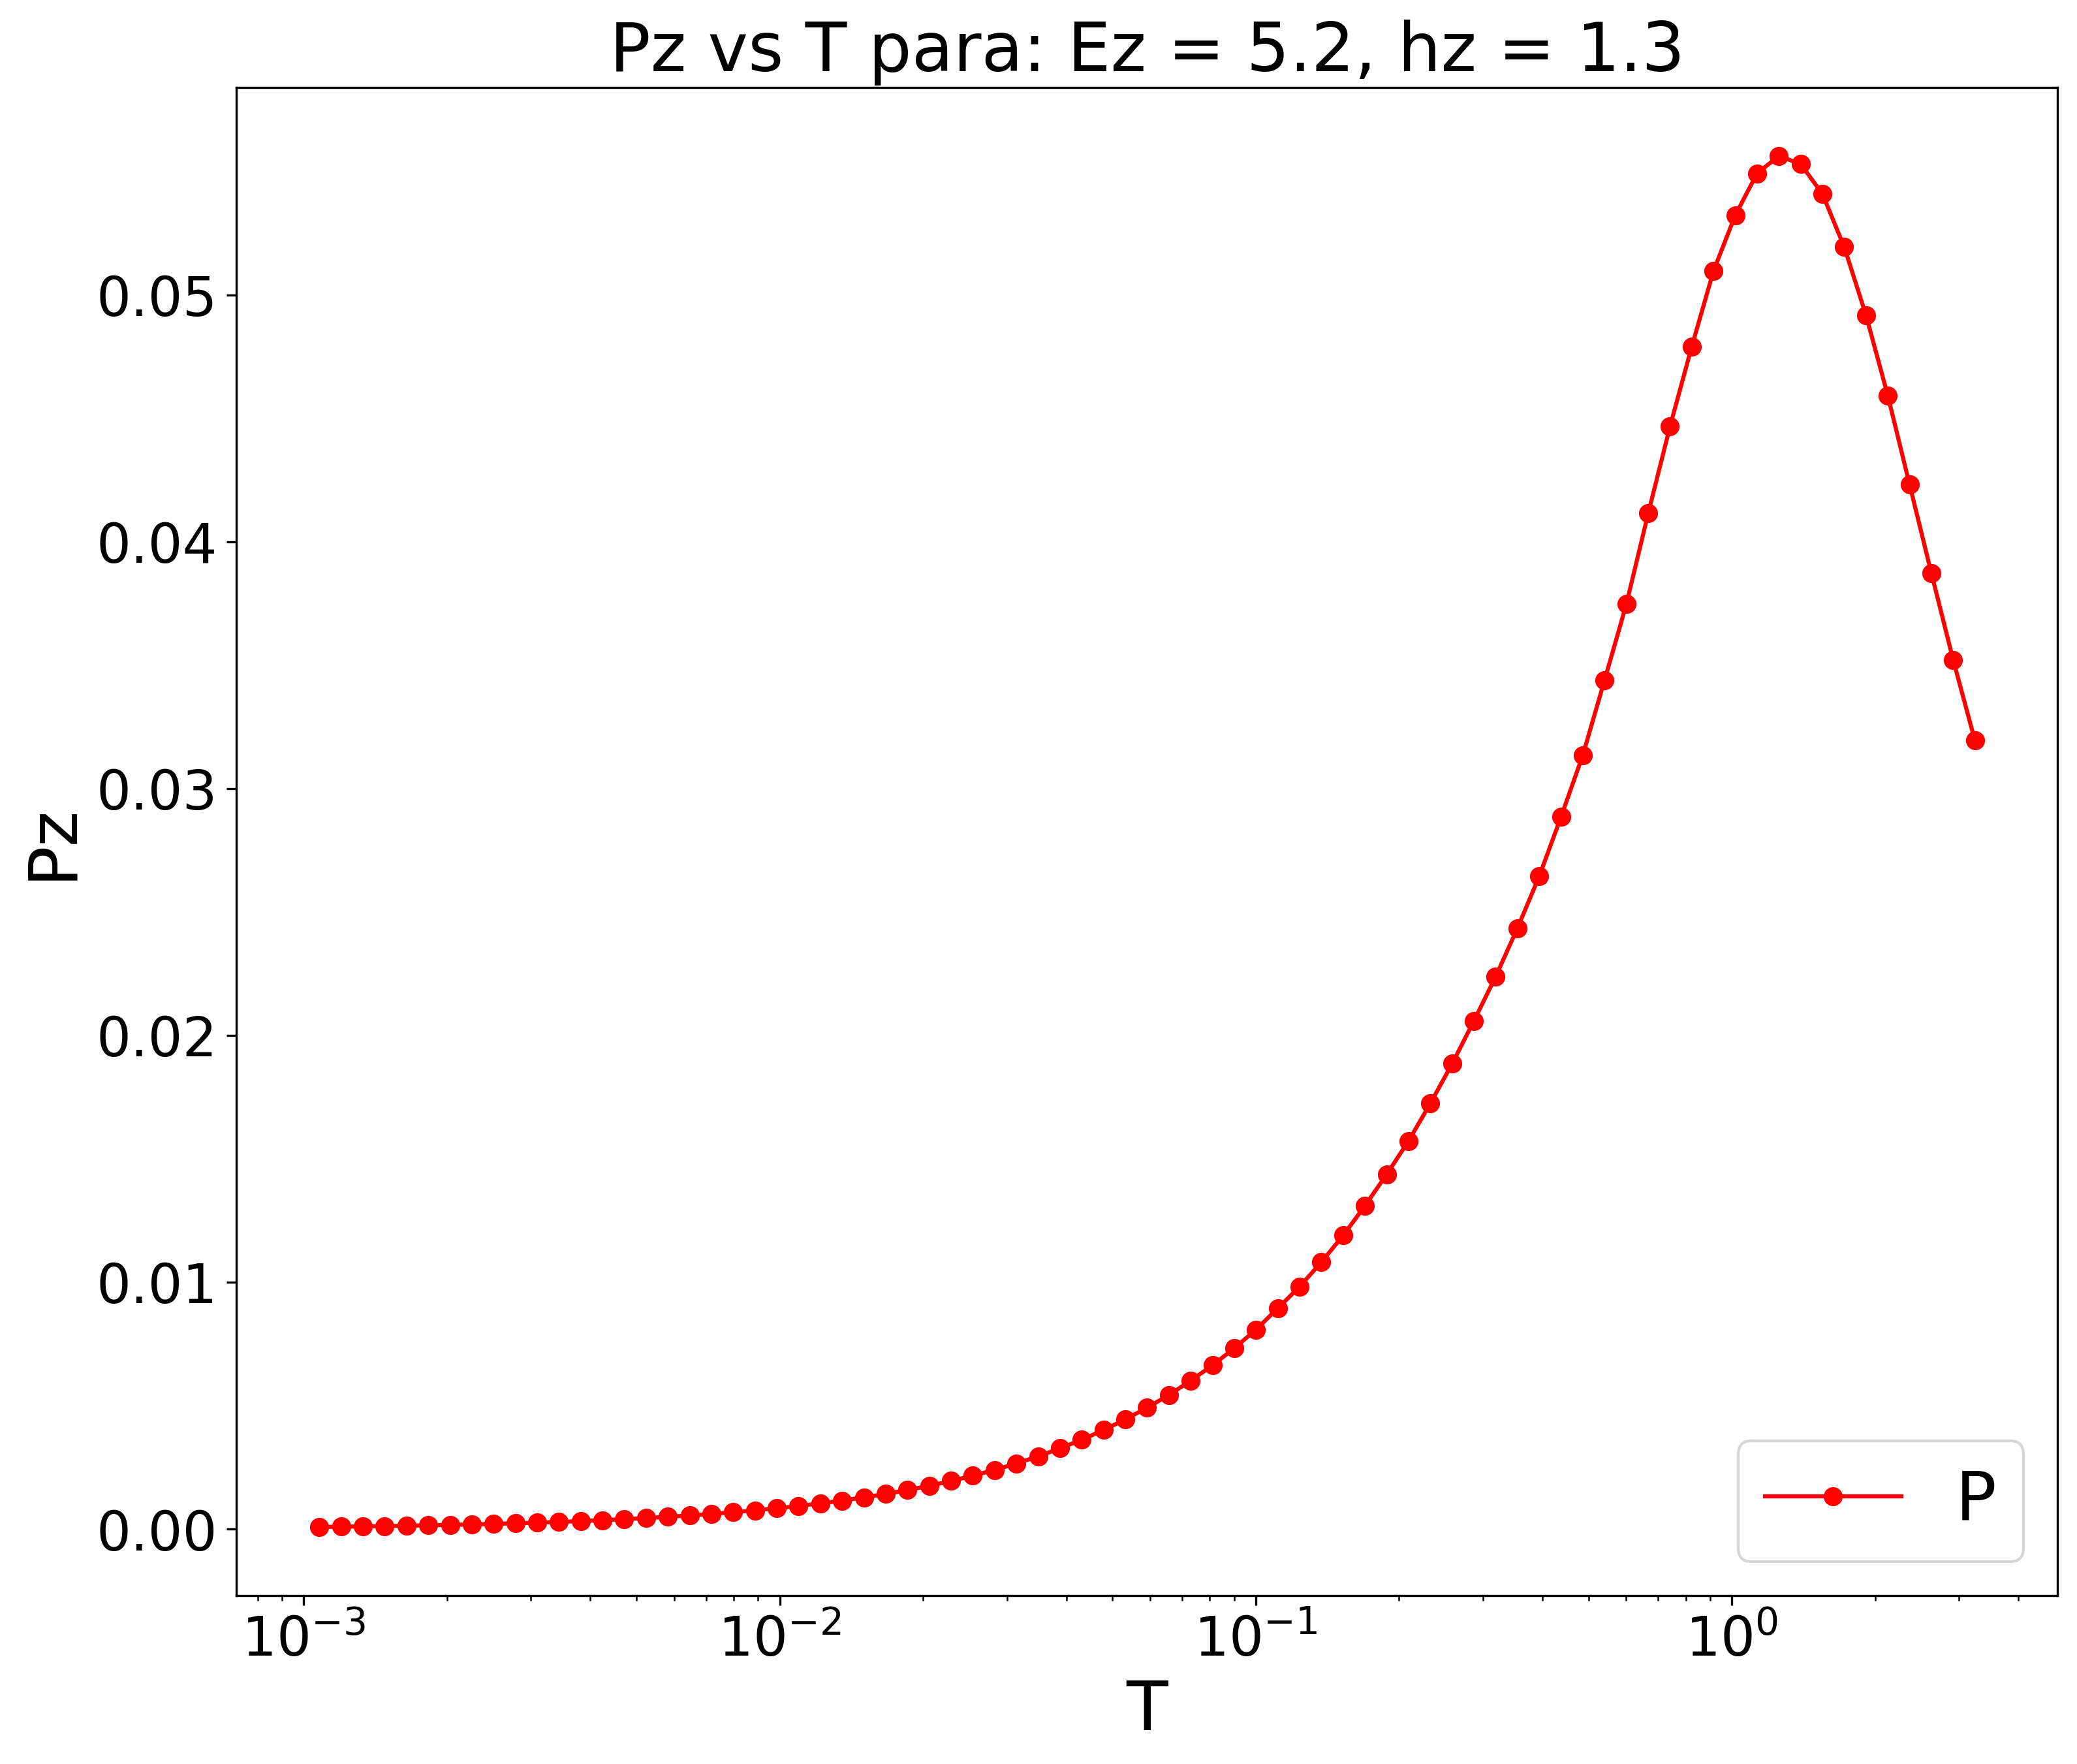 Pz vs T para: Ez = 5.2, hz = 1.3
Pz
0.05
0.04
0.03
0.02
0.01
0.00
10⁻³ 10⁻² 10⁻¹ 10⁰
T
P